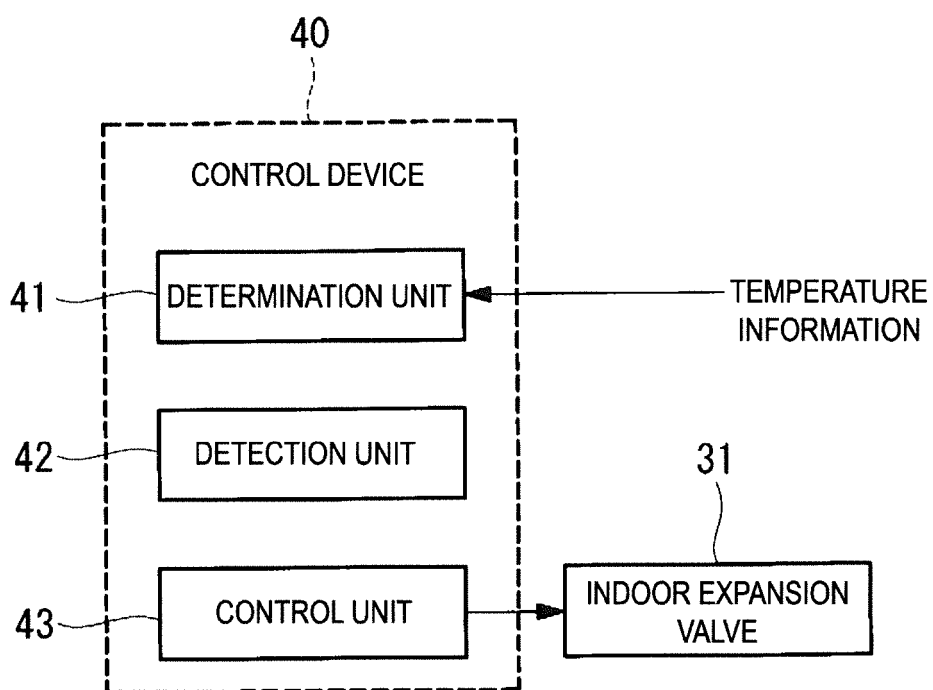 40
CONTROL DEVICE
41
DETERMINATION UNIT
TEMPERATURE
INFORMATION
42
DETECTION UNIT
31
43
CONTROL UNIT
INDOOR EXPANSION
VALVE